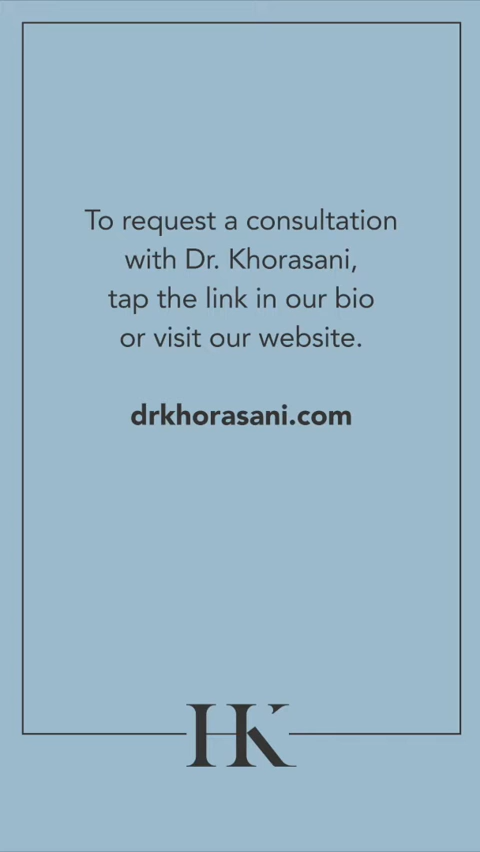 To request a consultation
with Dr. Khorasani,
tap the link in our bio
or visit our website.
drkhorasani.com
HK